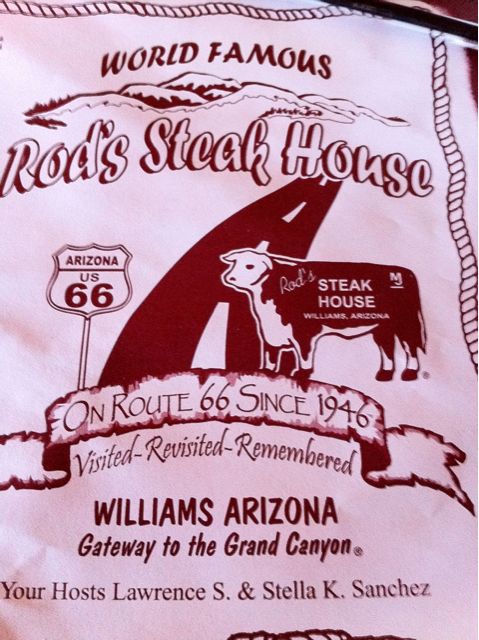 WORLD FAMOUS
Rod's Steak House
ARIZONA
US
66
Rod's STEAK
HOUSE
WILLIAMS, ARIZONA
MJ
®
ON ROUTE 66 SINCE 1946
Visited-Revisited-Remembered
WILLIAMS ARIZONA
Gateway to the Grand Canyon®
Your Hosts Lawrence S. & Stella K. Sanchez